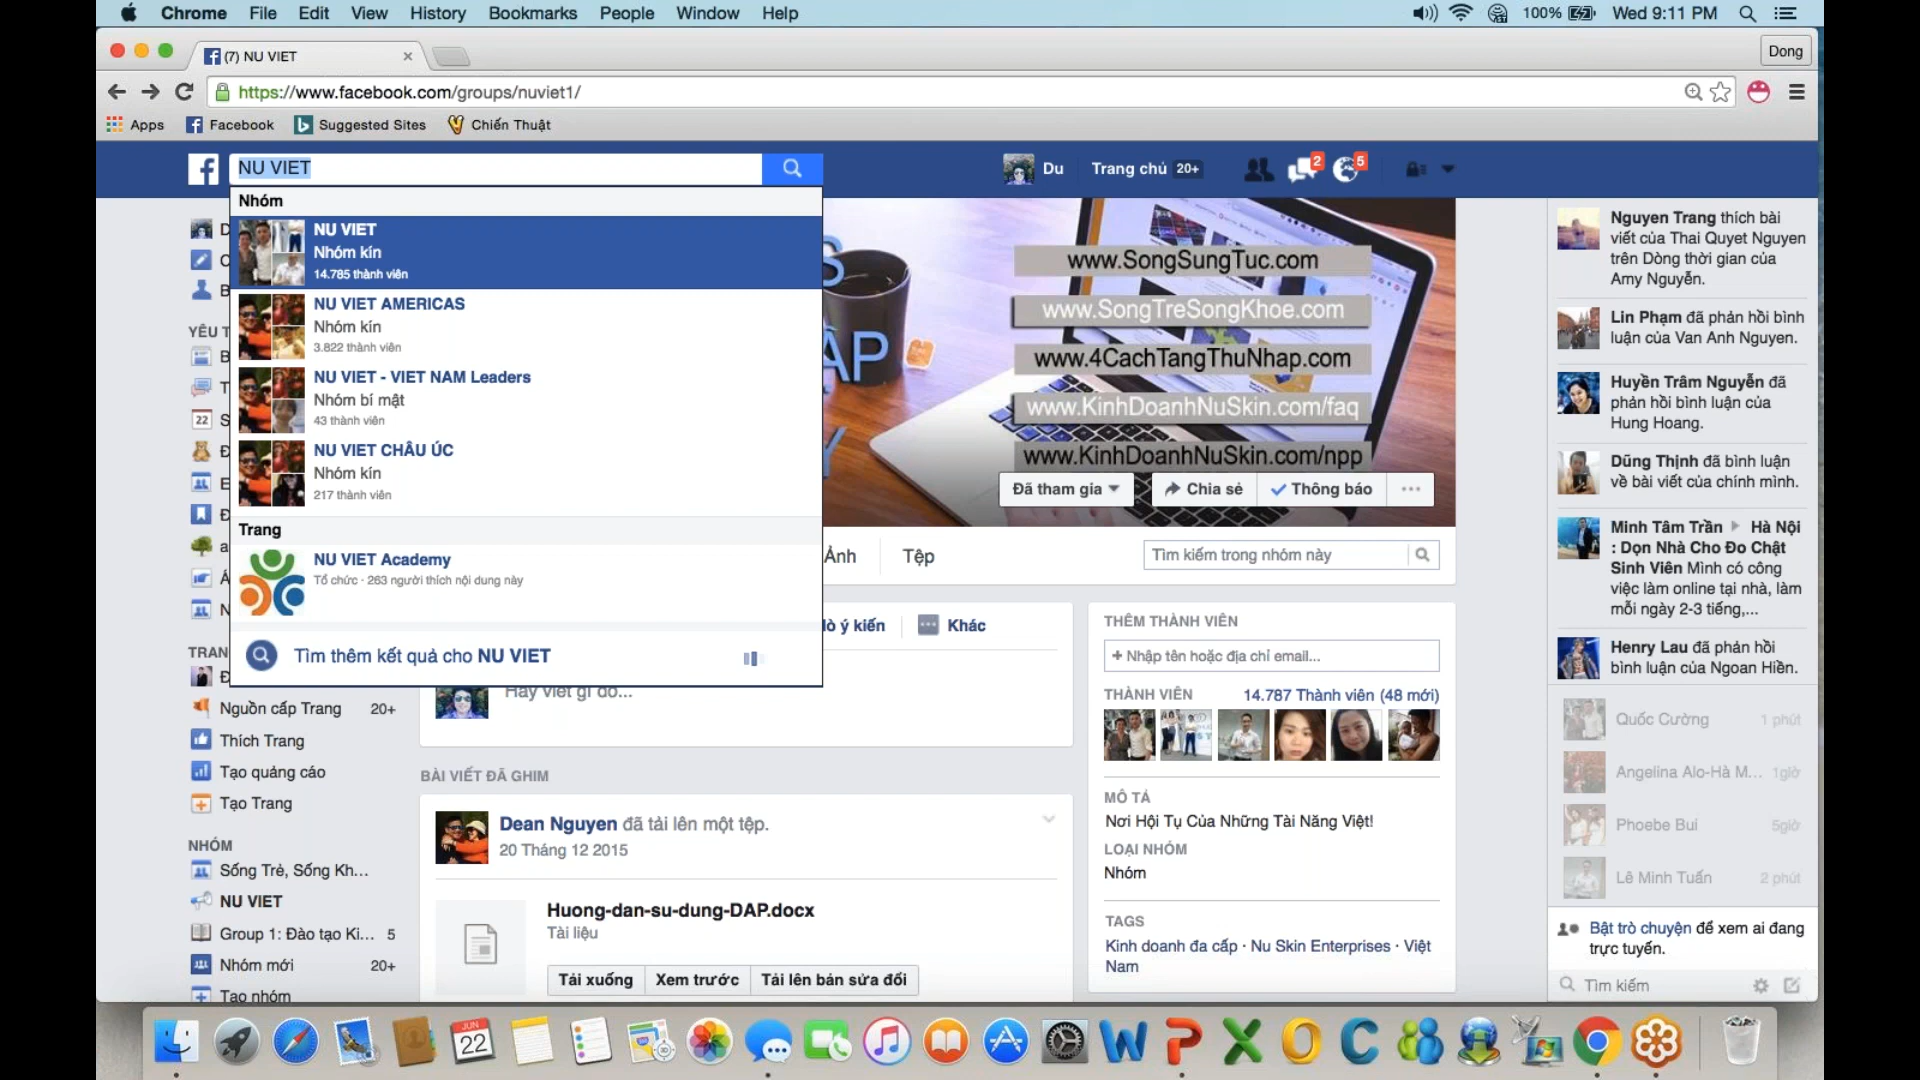 Chrome File Edit View History Bookmarks People Window Help 100% Wed 9:11 PM
(7) NU VIET Dong
https://www.facebook.com/groups/nuviet1/
Apps Facebook Suggested Sites Chiến Thuật
NU VIET Du Trang chủ 20+ 2 5
Nhóm
NU VIET
Nhóm kín
14.785 thành viên
NU VIET AMERICAS
Nhóm kín
3.822 thành viên
NU VIET - VIET NAM Leaders
Nhóm bí mật
43 thành viên
NU VIET CHÂU ÚC
Nhóm kín
217 thành viên
Trang
NU VIET Academy
Tổ chức · 263 người thích nội dung này
Tìm thêm kết quả cho NU VIET
YÊU T
22
TRAN
Nguồn cấp Trang 20+
Thích Trang
Tạo quảng cáo
Tạo Trang
NHÓM
Sống Trẻ, Sống Kh...
NU VIET
Group 1: Đào tạo Ki... 5
Nhóm mới 20+
Tạo nhóm
www.SongSungTuc.com
www.SongTreSongKhoe.com
www.4CachTangThuNhap.com
www.KinhDoanhNuSkin.com/faq
www.KinhDoanhNuSkin.com/npp
Đã tham gia Chia sẻ Thông báo ...
Ảnh Tệp Tìm kiếm trong nhóm này
ý kiến Khác
Hãy viết gì đó...
BÀI VIẾT ĐÃ GHIM
Dean Nguyen đã tải lên một tệp.
20 Tháng 12 2015
Huong-dan-su-dung-DAP.docx
Tài liệu
Tải xuống Xem trước Tải lên bản sửa đổi
THÊM THÀNH VIÊN
+ Nhập tên hoặc địa chỉ email...
THÀNH VIÊN 14.787 Thành viên (48 mới)
MÔ TẢ
Nơi Hội Tụ Của Những Tài Năng Việt!
LOẠI NHÓM
Nhóm
TAGS
Kinh doanh đa cấp · Nu Skin Enterprises · Việt
Nam
Nguyen Trang thích bài
viết của Thai Quyet Nguyen
trên Dòng thời gian của
Amy Nguyễn.
Lin Phạm đã phản hồi bình
luận của Van Anh Nguyen.
Huyền Trâm Nguyễn đã
phản hồi bình luận của
Hung Hoang.
Dũng Thịnh đã bình luận
về bài viết của chính mình.
Minh Tâm Trần Hà Nội
: Dọn Nhà Cho Đo Chật
Sinh Viên Mình có công
việc làm online tại nhà, làm
mỗi ngày 2-3 tiếng,...
Henry Lau đã phản hồi
bình luận của Ngoan Hiền.
Quốc Cường 1 phút
Angelina Alo-Hà M... 1giờ
Phoebe Bui 5giờ
Lê Minh Tuấn 2 phút
Bật trò chuyện để xem ai đang
trực tuyến.
Tìm kiếm
JUN
22